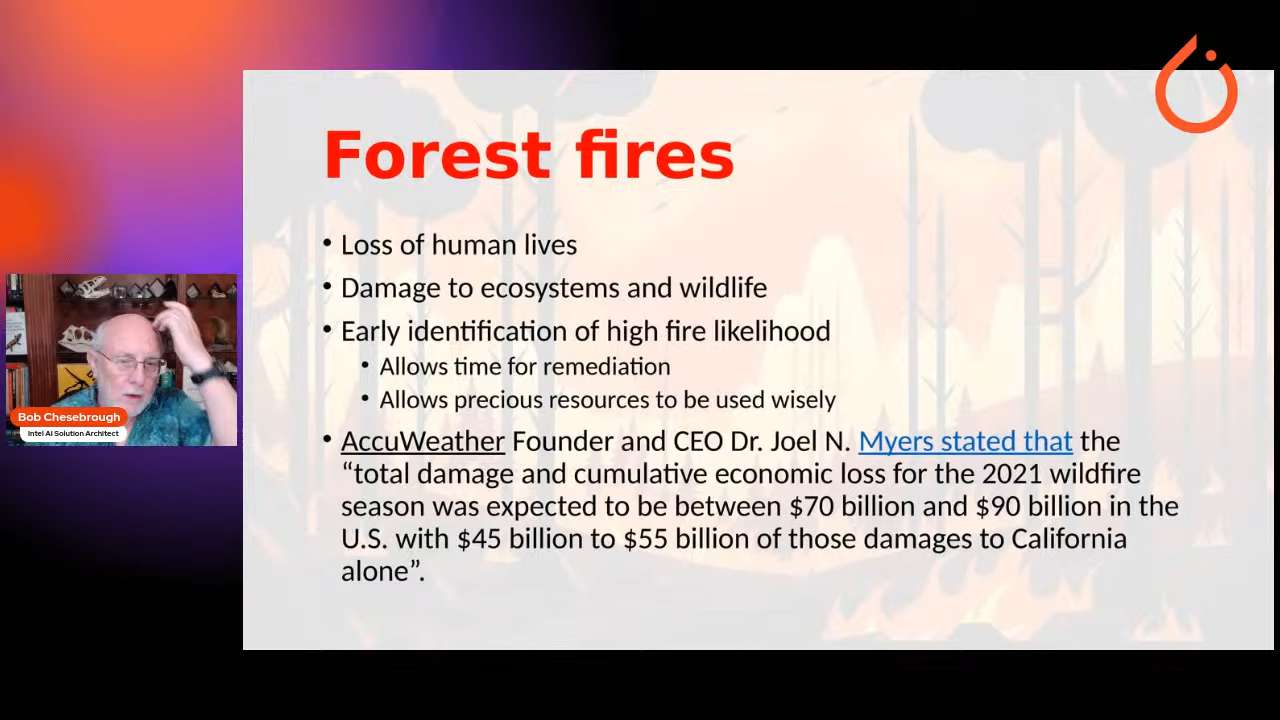 Forest fires
• Loss of human lives
• Damage to ecosystems and wildlife
• Early identification of high fire likelihood
• Allows time for remediation
• Allows precious resources to be used wisely
• AccuWeather Founder and CEO Dr. Joel N. Myers stated that the
“total damage and cumulative economic loss for the 2021 wildfire
season was expected to be between $70 billion and $90 billion in the
U.S. with $45 billion to $55 billion of those damages to California
alone”.
Bob Chesebrough
Intel AI Solution Architect